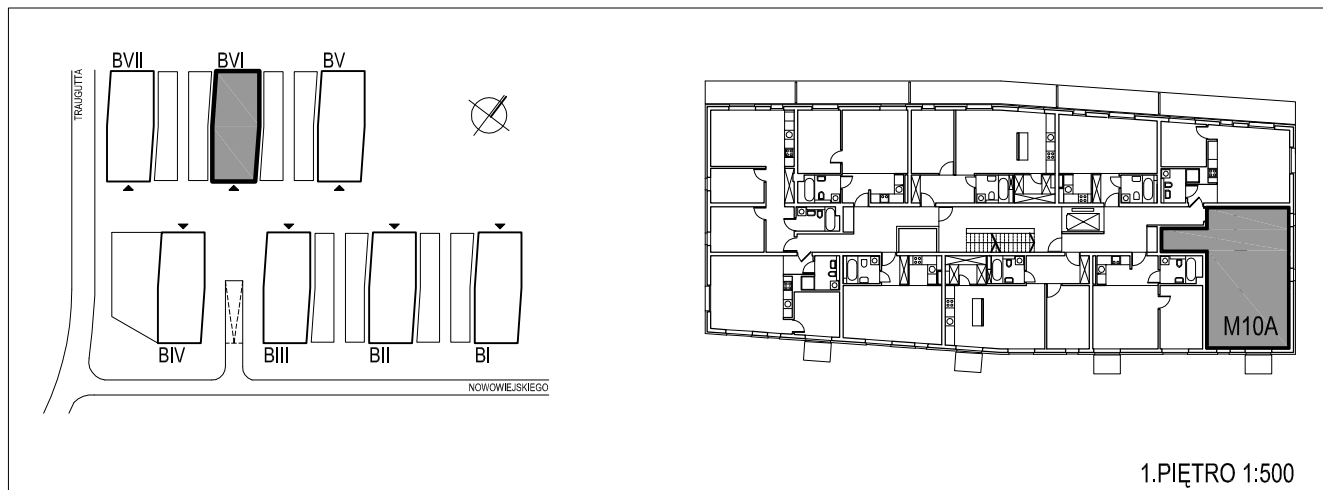 BVII
BVI
BV
TRAUGUTTA
BIV
BIII
BII
BI
NOWOWIEJSKIEGO
M10A
1.PIĘTRO 1:500